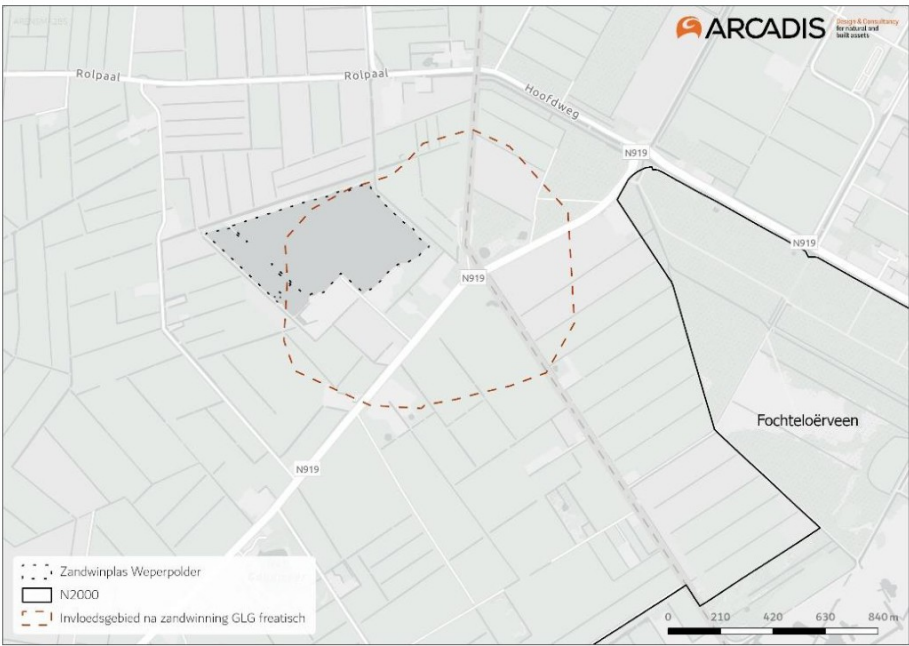 ARCADIS
Design & Consultancy
for natural and
built assets
Rolpaal
Rolpaal
Hoofdweg
N919
N919
N919
Fochteloërveen
N919
Zandwinplas Weperpolder
N2000
Invloedsgebied na zandwinning GLG freatisch
0 210 420 630 840 m